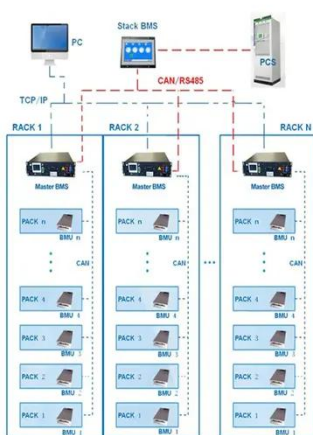 PC
Stack BMS
PCS
CAN/RS485
TCP/IP
RACK 1
RACK 2
RACK N
Master BMS
Master BMS
Master BMS
PACK n
BMU n
PACK n
BMU n
PACK n
BMU n
CAN
CAN
CAN
...
PACK 4
BMU 4
PACK 4
BMU 4
PACK 4
BMU 4
PACK 3
BMU 3
PACK 3
BMU 3
PACK 3
BMU 3
PACK 2
BMU 2
PACK 2
BMU 2
PACK 2
BMU 2
PACK 1
BMU 1
PACK 1
BMU 1
PACK 1
BMU 1